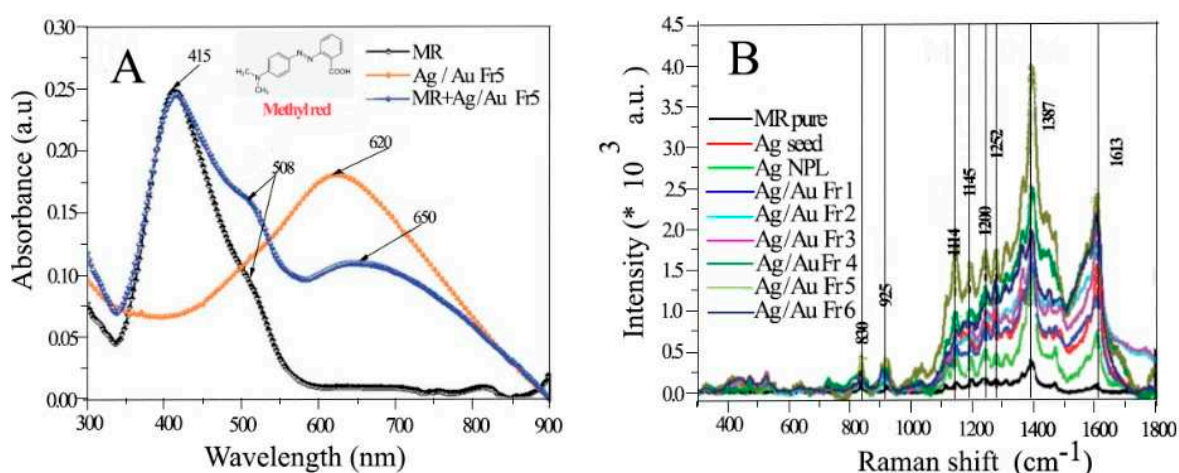 A
0.30
0.25
0.20
0.15
0.10
0.05
0.00
Absorbance (a.u)
300 400 500 600 700 800 900
Wavelength (nm)
415
508
620
650
N
N
H₃C
N
CH₃
COOH
Methyl red
MR
Ag / Au Fr5
MR+Ag/Au Fr5
B
4.5
4.0
3.5
3.0
2.5
2.0
1.5
1.0
0.5
0.0
Intensity (* 10³ a.u.)
400 600 800 1000 1200 1400 1600 1800
Raman shift (cm⁻¹)
MR pure
Ag seed
Ag NPL
Ag/Au Fr1
Ag/Au Fr2
Ag/Au Fr3
Ag/Au Fr 4
Ag/Au Fr5
Ag/Au Fr6
830
925
1114
1145
1200
1252
1387
1613